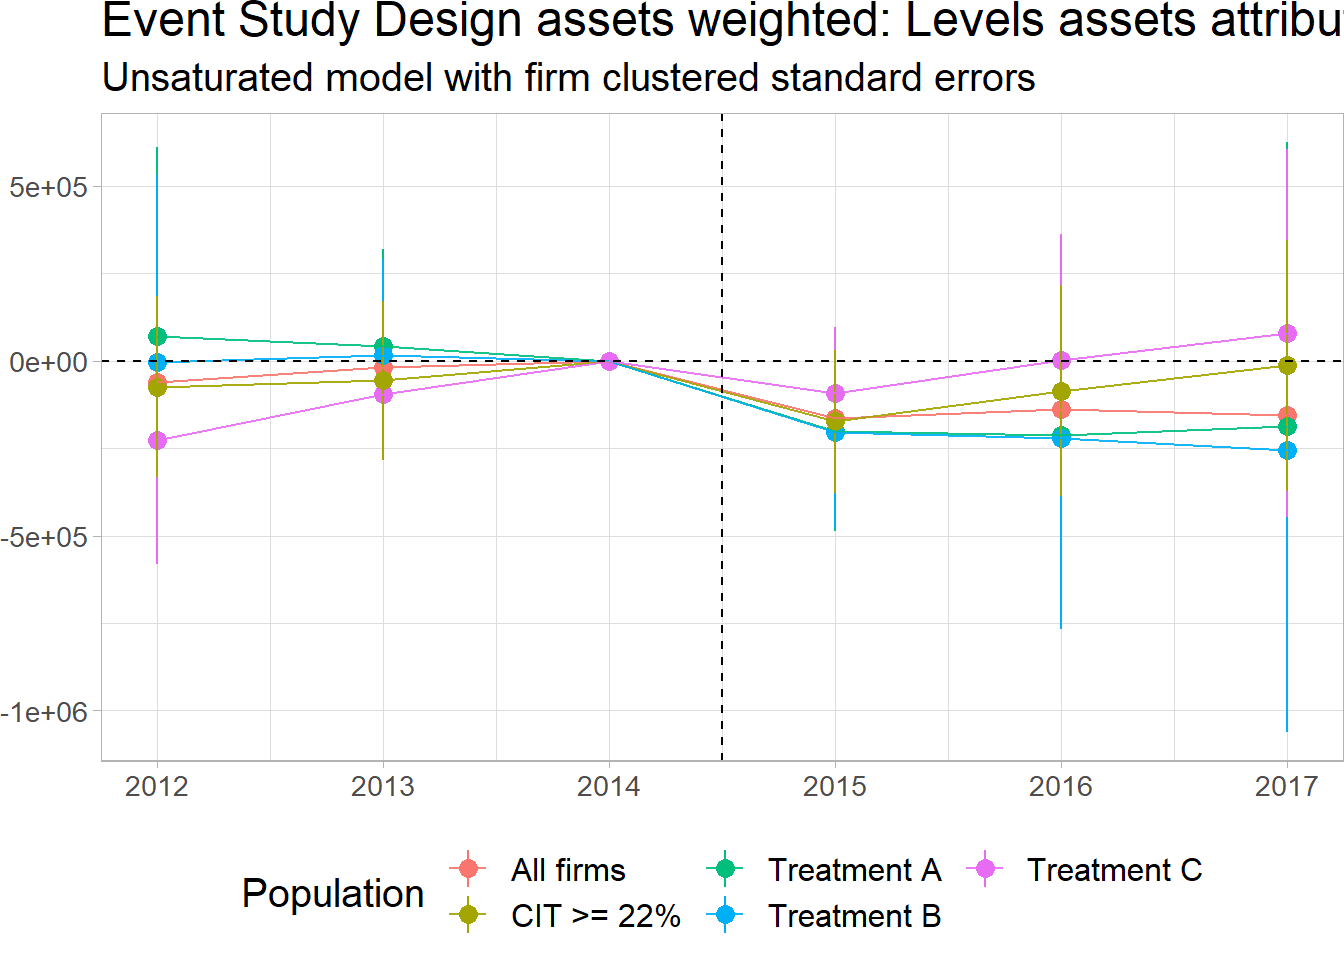 Event Study Design assets weighted: Levels assets attribu
Unsaturated model with firm clustered standard errors
5e+05
0e+00
-5e+05
-1e+06
2012 2013 2014 2015 2016 2017
Population
All firms Treatment A Treatment C
CIT >= 22% Treatment B